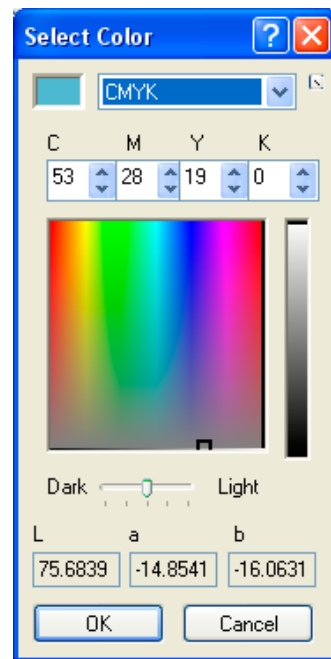 Select Color
CMYK
C M Y K
53 28 19 0
Dark Light
L a b
75.6839 -14.8541 -16.0631
OK Cancel